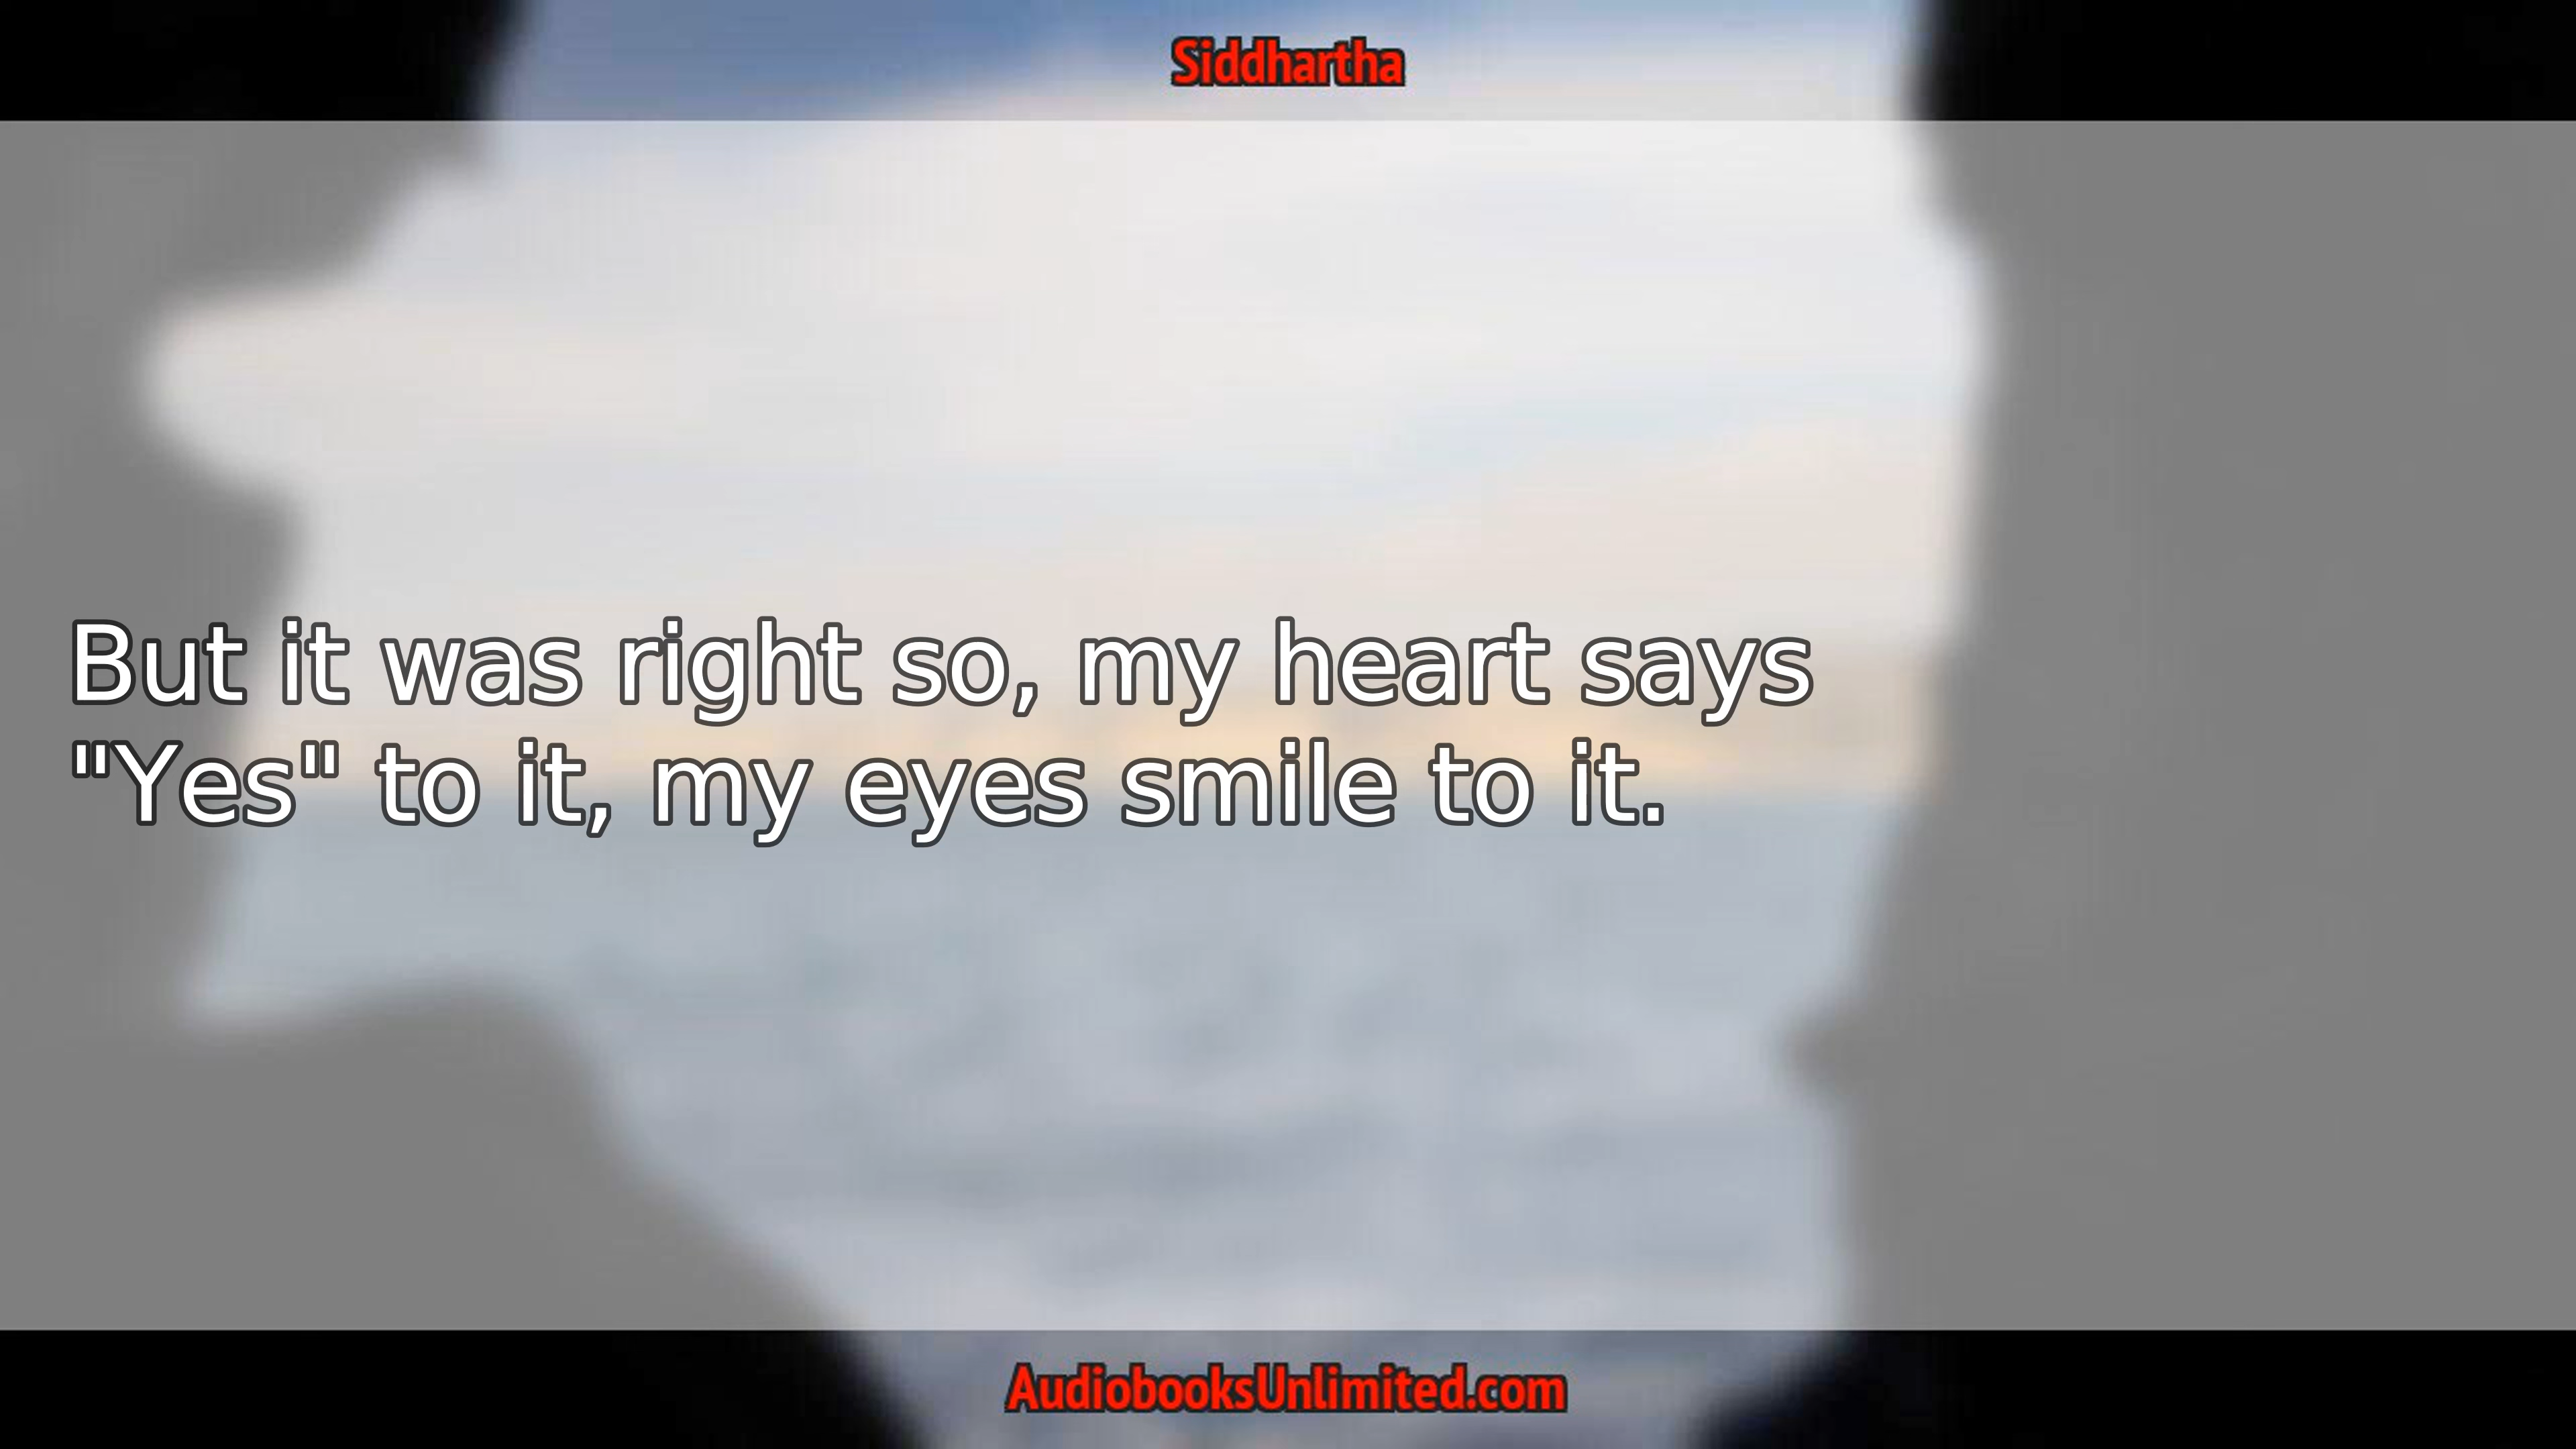 Siddhartha
But it was right so, my heart says
"Yes" to it, my eyes smile to it.
AudiobooksUnlimited.com